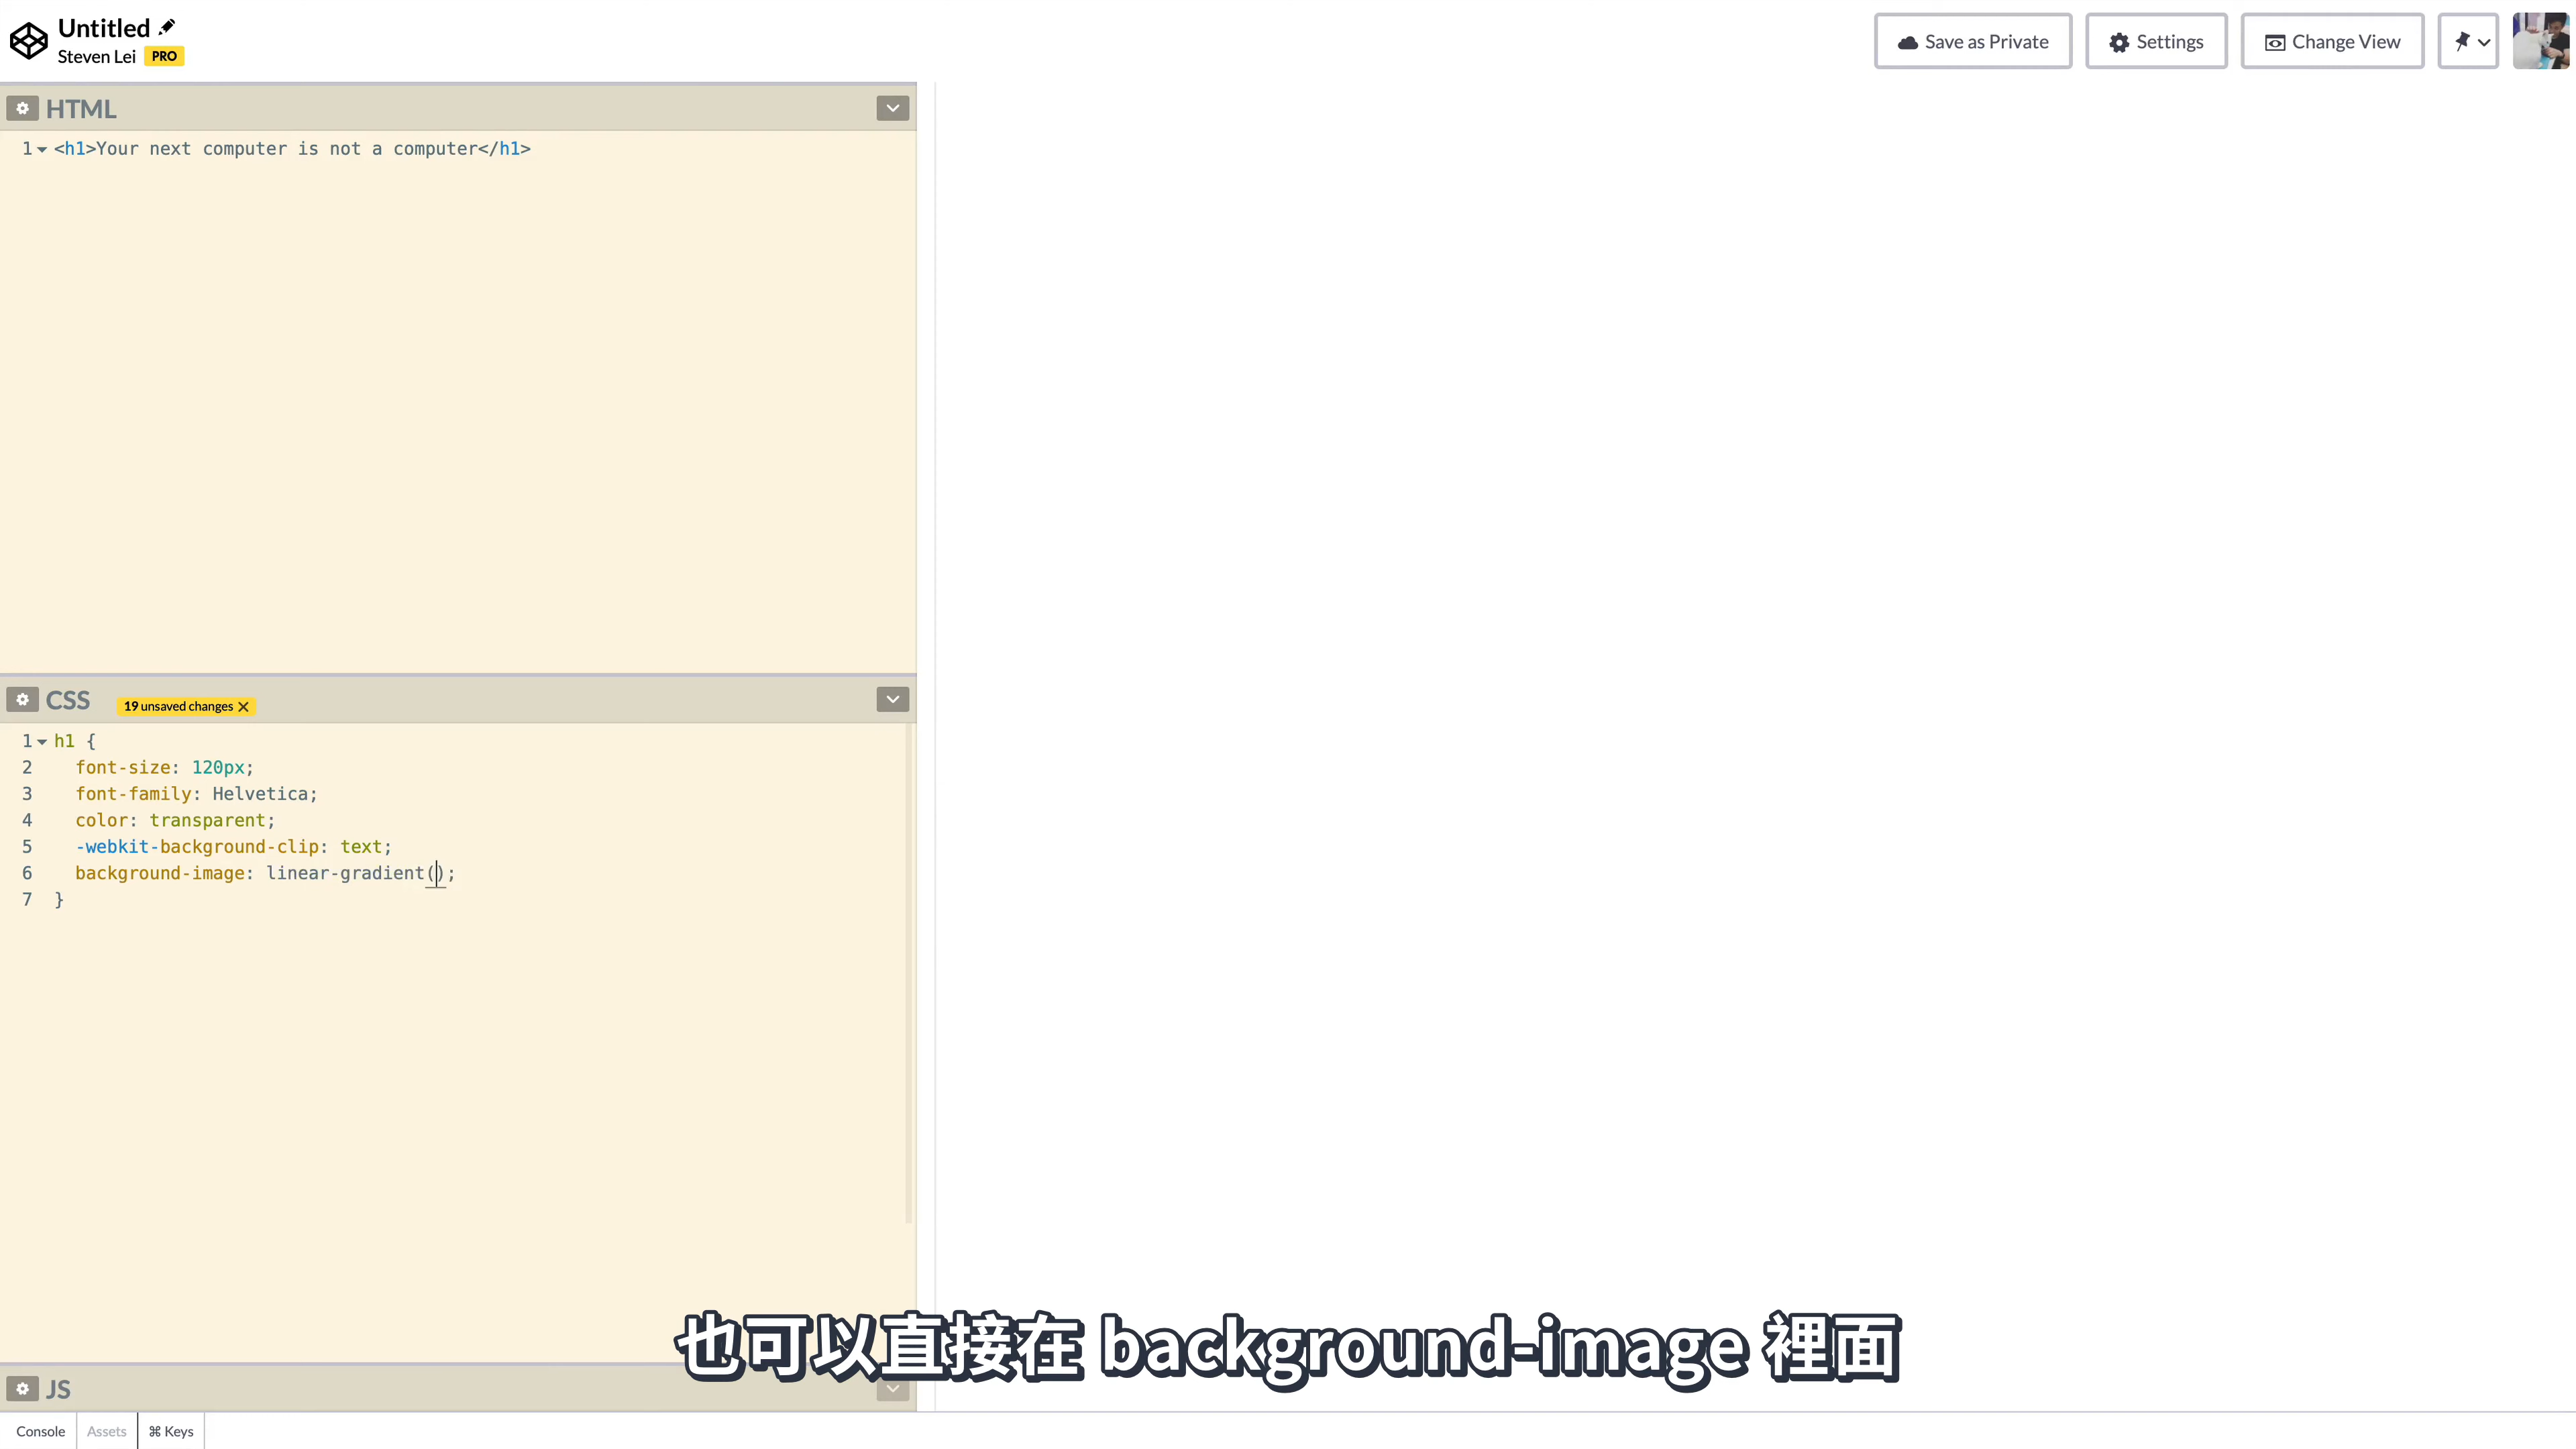 Untitled
Steven Lei PRO
Save as Private
Settings
Change View
HTML
1 <h1>Your next computer is not a computer</h1>
CSS 19 unsaved changes
1 h1 {
2 font-size: 120px;
3 font-family: Helvetica;
4 color: transparent;
5 -webkit-background-clip: text;
6 background-image: linear-gradient();
7 }
也可以直接在 background-image 裡面
JS
Console
Assets
⌘ Keys